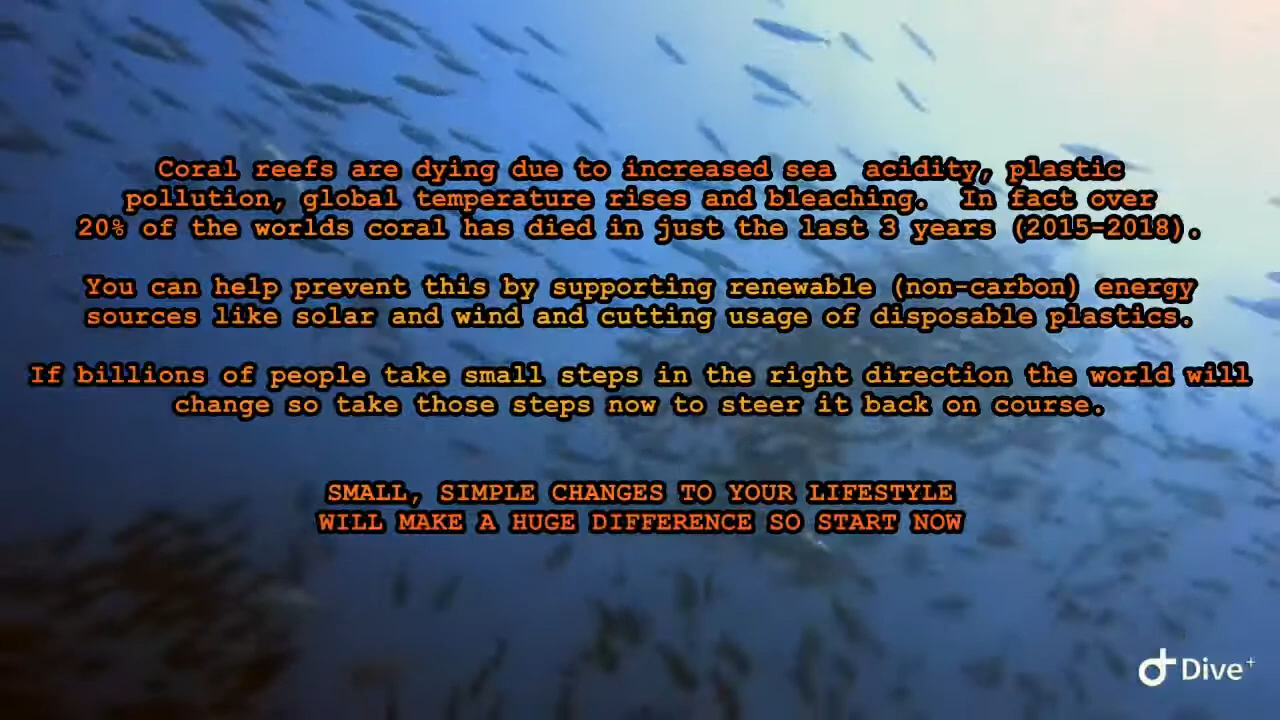 Coral reefs are dying due to increased sea  acidity, plastic
pollution, global temperature rises and bleaching.  In fact over
20% of the worlds coral has died in just the last 3 years (2015-2018).
You can help prevent this by supporting renewable (non-carbon) energy
sources like solar and wind and cutting usage of disposable plastics.
If billions of people take small steps in the right direction the world will
change so take those steps now to steer it back on course.
SMALL, SIMPLE CHANGES TO YOUR LIFESTYLE
WILL MAKE A HUGE DIFFERENCE SO START NOW
Dive+